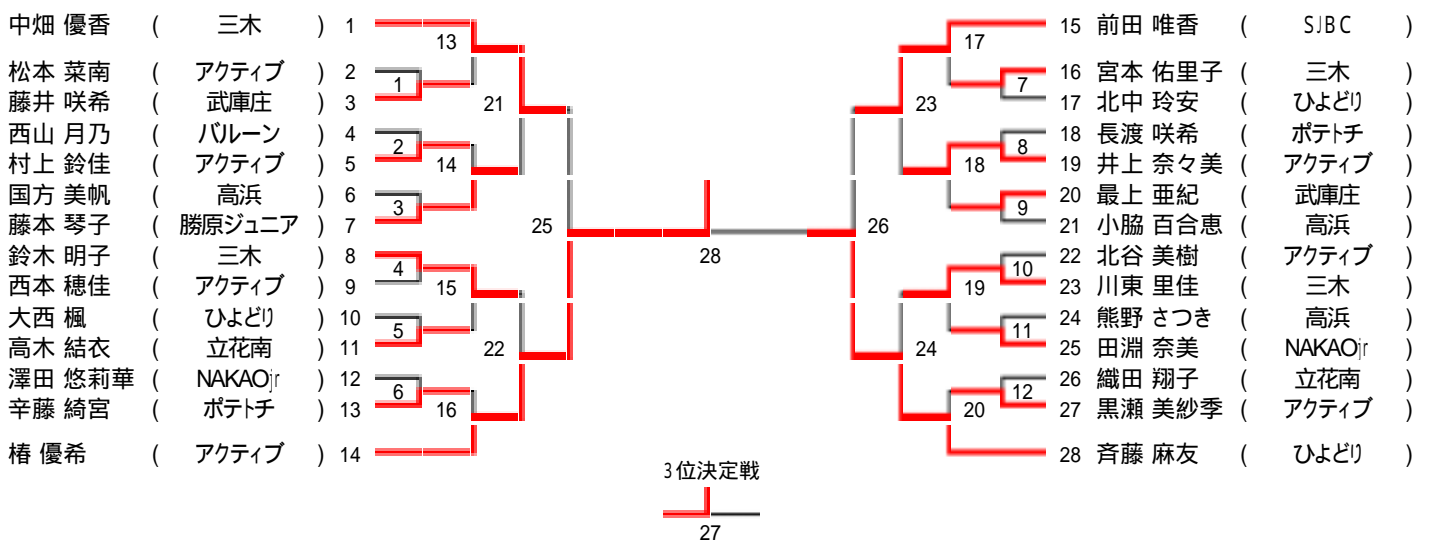 中畑 優香 ( 三木 ) 1
松本 菜南 ( アクティブ ) 2
藤井 咲希 ( 武庫庄 ) 3
西山 月乃 ( バルーン ) 4
村上 鈴佳 ( アクティブ ) 5
国方 美帆 ( 高浜 ) 6
藤本 琴子 ( 勝原ジュニア ) 7
鈴木 明子 ( 三木 ) 8
西本 穂佳 ( アクティブ ) 9
大西 楓 ( ひよどり ) 10
高木 結衣 ( 立花南 ) 11
澤田 悠莉華 ( NAKAOjr ) 12
辛藤 綺宮 ( ポテトチ ) 13
椿 優希 ( アクティブ ) 14
13
1
21
2
14
3
25
4
15
5
22
6
16
28
3位決定戦
27
17
7
23
8
18
9
26
10
19
11
24
12
20
15 前田 唯香 ( SJBC )
16 宮本 佑里子 ( 三木 )
17 北中 玲安 ( ひよどり )
18 長渡 咲希 ( ポテトチ )
19 井上 奈々美 ( アクティブ )
20 最上 亜紀 ( 武庫庄 )
21 小脇 百合恵 ( 高浜 )
22 北谷 美樹 ( アクティブ )
23 川東 里佳 ( 三木 )
24 熊野 さつき ( 高浜 )
25 田淵 奈美 ( NAKAOjr )
26 織田 翔子 ( 立花南 )
27 黒瀬 美紗季 ( アクティブ )
28 斉藤 麻友 ( ひよどり )